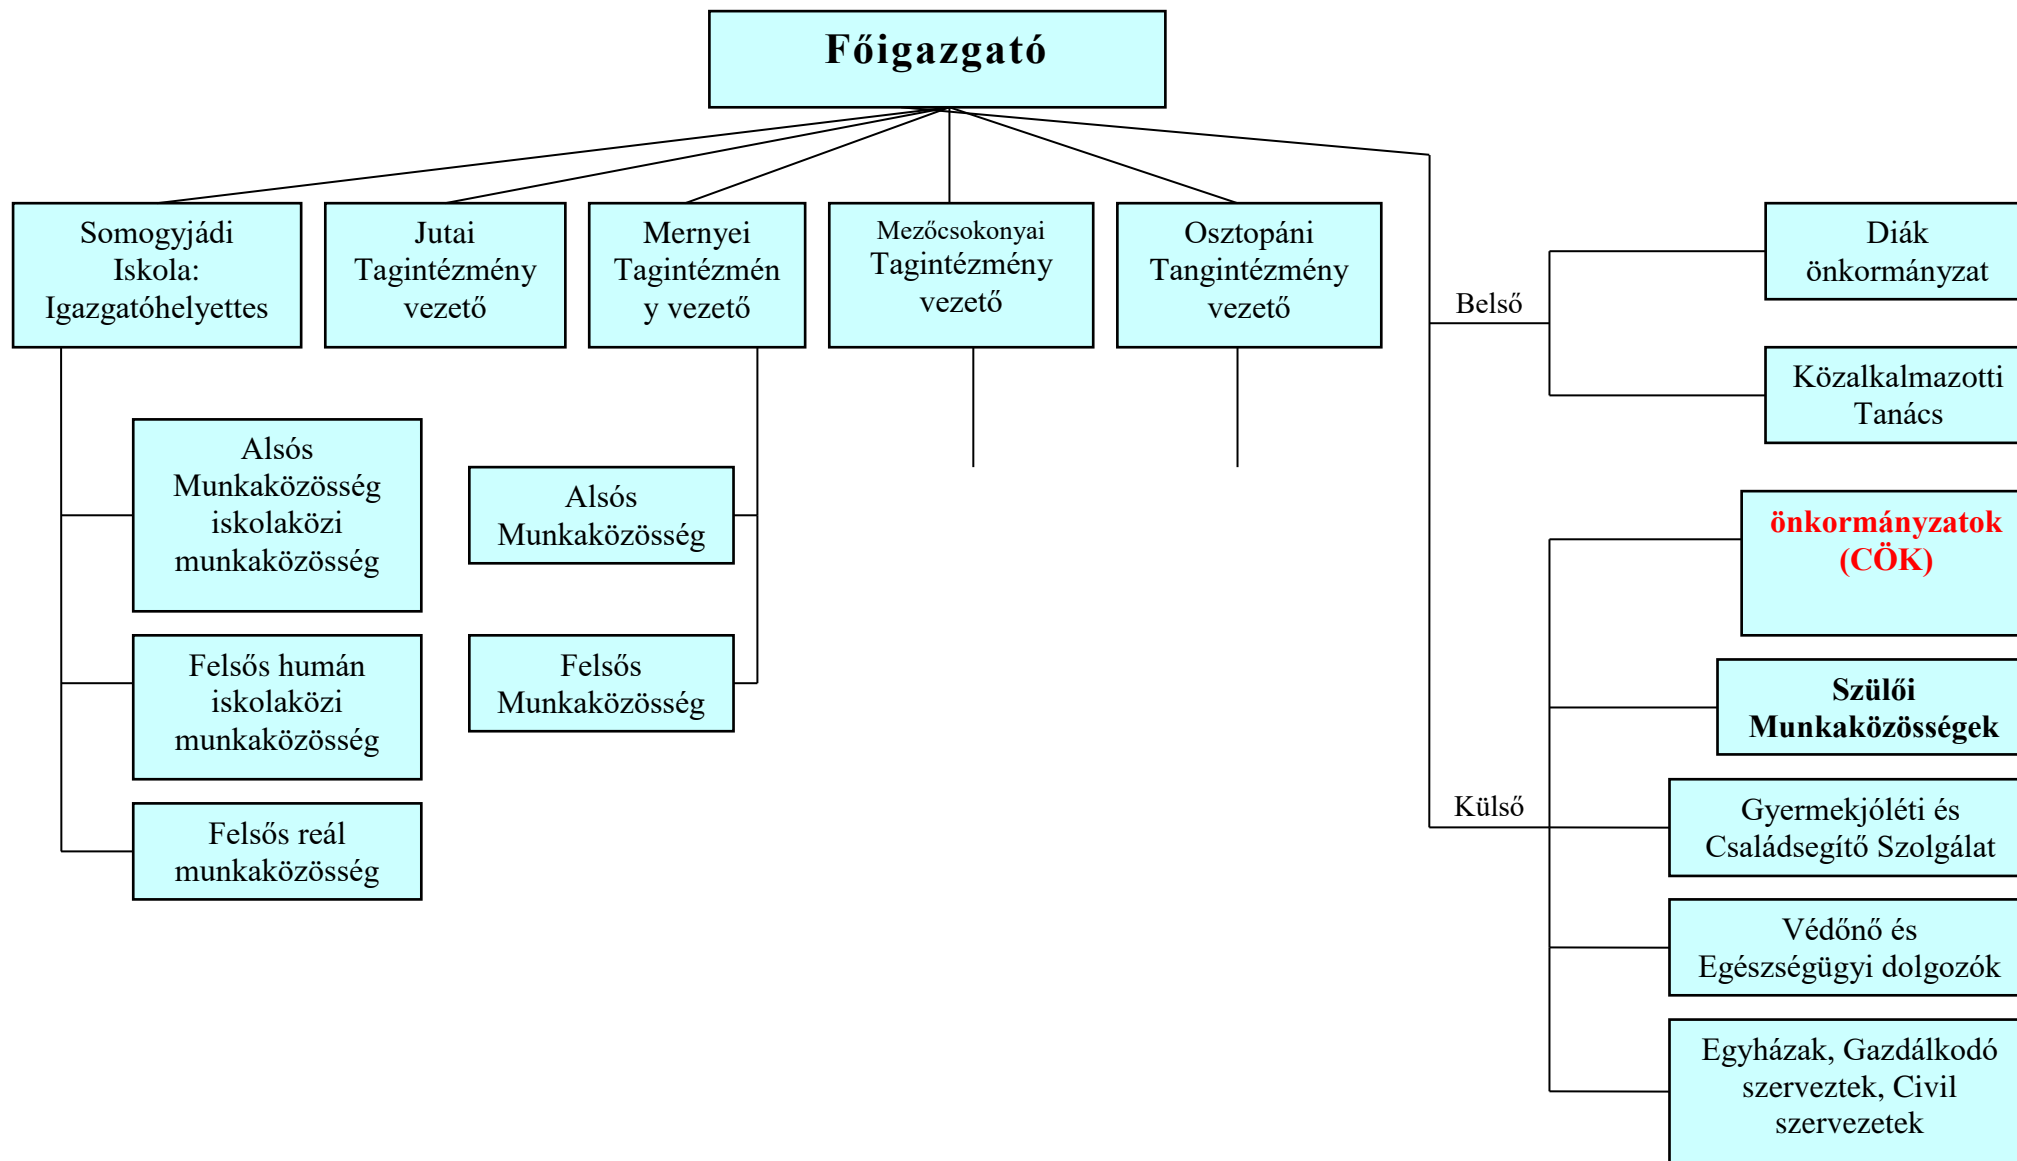 Főigazgató
Somogyjádi
Iskola:
Igazgatóhelyettes
Jutai
Tagintézmény
vezető
Mernyei
Tagintézmén
y vezető
Mezőcsokonyai
Tagintézmény
vezető
Osztopáni
Tangintézmény
vezető
Belső
Diák
önkormányzat
Közalkalmazotti
Tanács
Alsós
Munkaközösség
iskolaközi
munkaközösség
Felsős humán
iskolaközi
munkaközösség
Felsős reál
munkaközösség
Alsós
Munkaközösség
Felsős
Munkaközösség
Külső
önkormányzatok
(CÖK)
Szülői
Munkaközösségek
Gyermekjóléti és
Családsegítő Szolgálat
Védőnő és
Egészségügyi dolgozók
Egyházak, Gazdálkodó
szerveztek, Civil
szervezetek